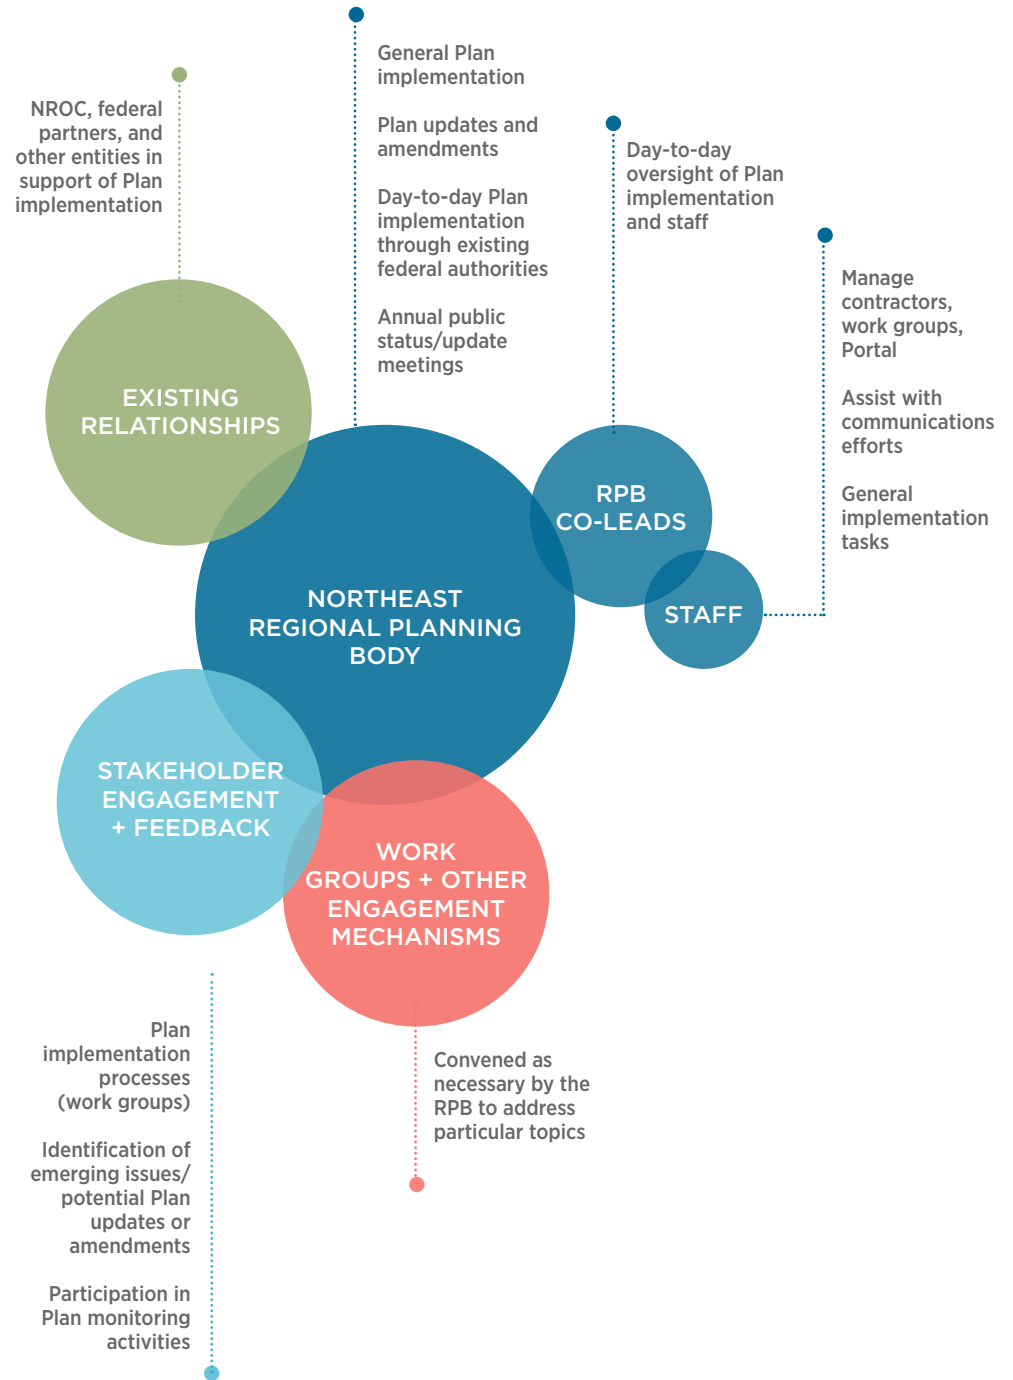 NROC, federal
partners, and
other entities in
support of Plan
implementation
General Plan
implementation
Plan updates and
amendments
Day-to-day Plan
implementation
through existing
federal authorities
Annual public
status/update
meetings
Day-to-day
oversight of Plan
implementation
and staff
Manage
contractors,
work groups,
Portal
Assist with
communications
efforts
General
implementation
tasks
EXISTING
RELATIONSHIPS
RPB
CO-LEADS
STAFF
NORTHEAST
REGIONAL PLANNING
BODY
STAKEHOLDER
ENGAGEMENT
+ FEEDBACK
WORK
GROUPS + OTHER
ENGAGEMENT
MECHANISMS
Plan
implementation
processes
(work groups)
Identification of
emerging issues/
potential Plan
updates or
amendments
Participation in
Plan monitoring
activities
Convened as
necessary by the
RPB to address
particular topics